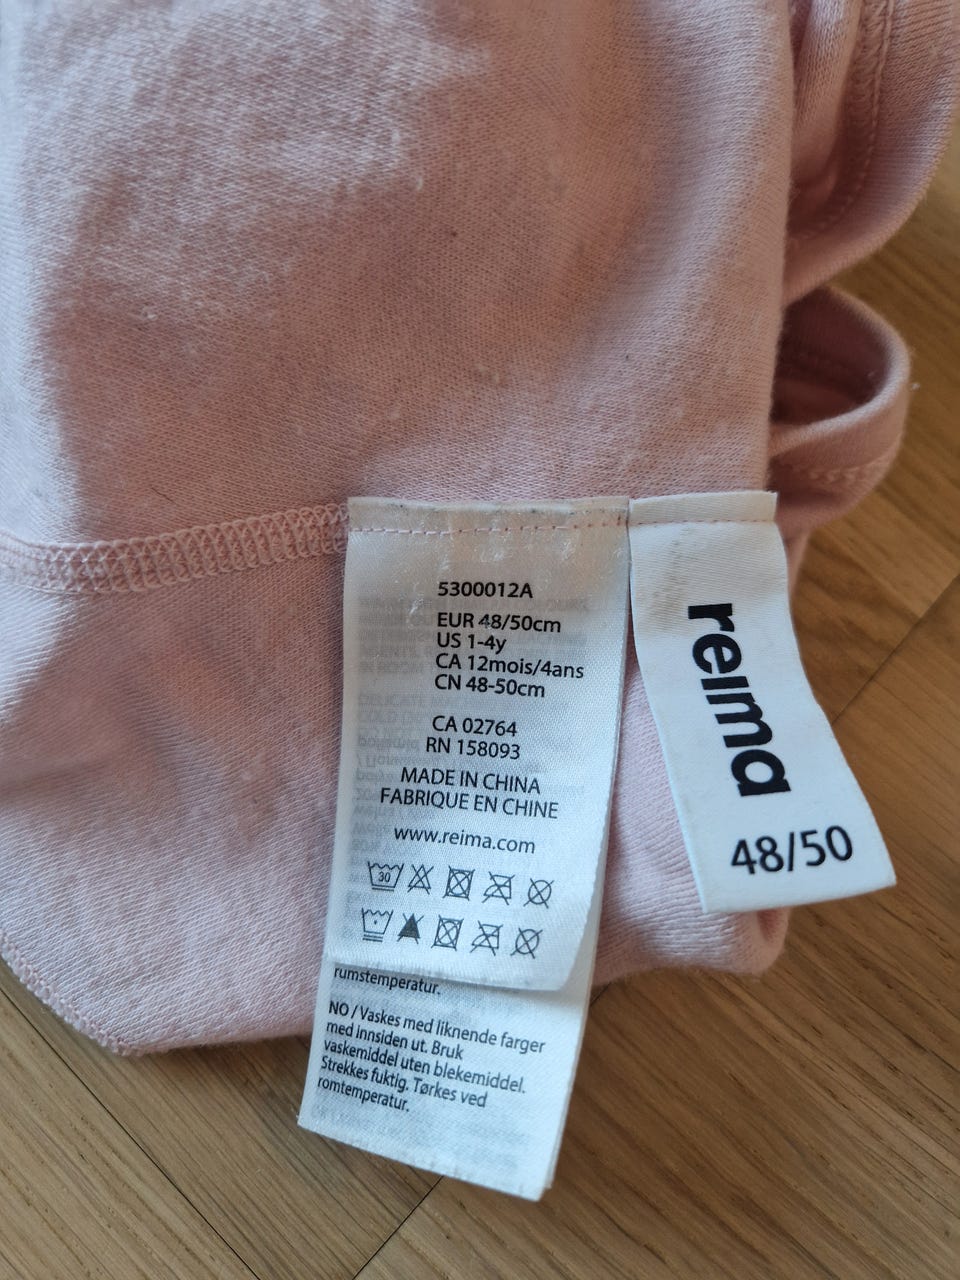 5300012A
EUR 48/50cm
US 1-4y
CA 12mois/4ans
CN 48-50cm
CA 02764
RN 158093
MADE IN CHINA
FABRIQUE EN CHINE
www.reima.com
30
rumstemperatur.
NO / Vaskes med liknende farger
med innsiden ut. Bruk
vaskemiddel uten blekemiddel.
Strekkes fuktig. Tørkes ved
romtemperatur.
reima
48/50